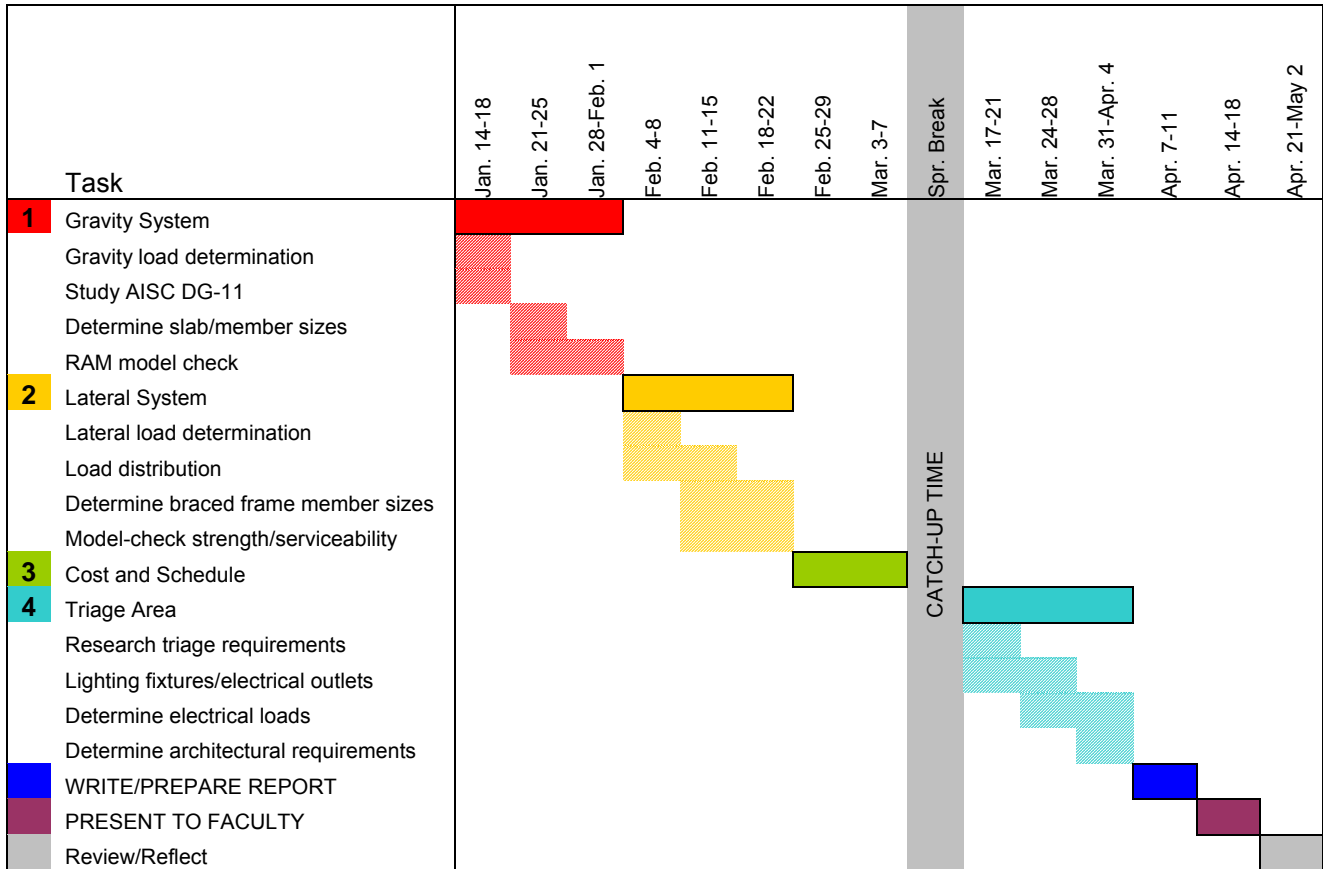 Task
Jan. 14-18
Jan. 21-25
Jan. 28-Feb. 1
Feb. 4-8
Feb. 11-15
Feb. 18-22
Feb. 25-29
Mar. 3-7
Spr. Break
Mar. 17-21
Mar. 24-28
Mar. 31-Apr. 4
Apr. 7-11
Apr. 14-18
Apr. 21-May 2
1 Gravity System
Gravity load determination
Study AISC DG-11
Determine slab/member sizes
RAM model check
2 Lateral System
Lateral load determination
Load distribution
Determine braced frame member sizes
Model-check strength/serviceability
3 Cost and Schedule
4 Triage Area
Research triage requirements
Lighting fixtures/electrical outlets
Determine electrical loads
Determine architectural requirements
WRITE/PREPARE REPORT
PRESENT TO FACULTY
Review/Reflect
CATCH-UP TIME